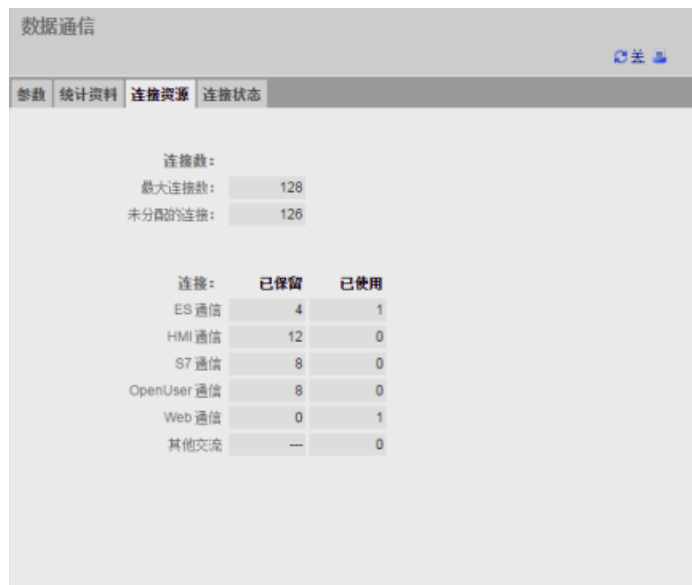 数据通信
关
参数 统计资料 连接资源 连接状态
连接数:
最大连接数: 128
未分配的连接: 126
连接: 已保留 已使用
ES 通信 4 1
HMI 通信 12 0
S7 通信 8 0
OpenUser 通信 8 0
Web 通信 0 1
其他交流 --- 0